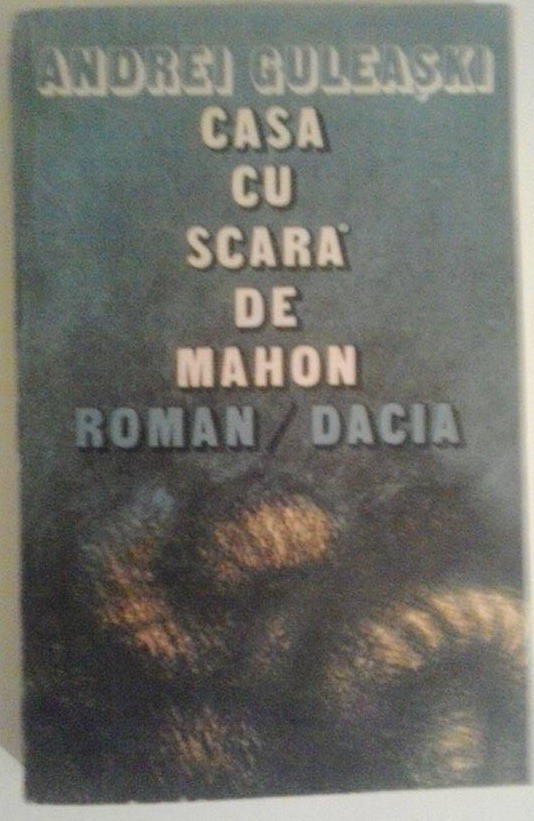 ANDREI GULEAȘKI
CASA
CU
SCARĂ
DE
MAHON
ROMAN / DACIA